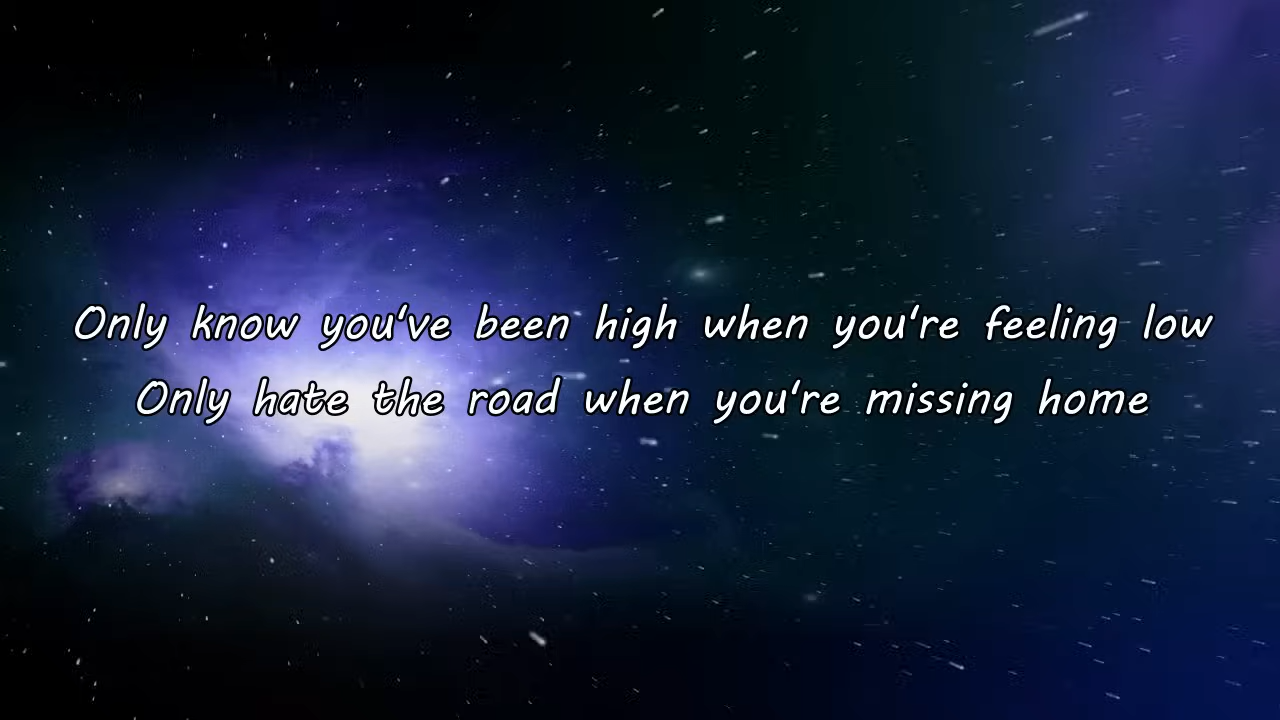 Only know you've been high when you're feeling low
Only hate the road when you're missing home